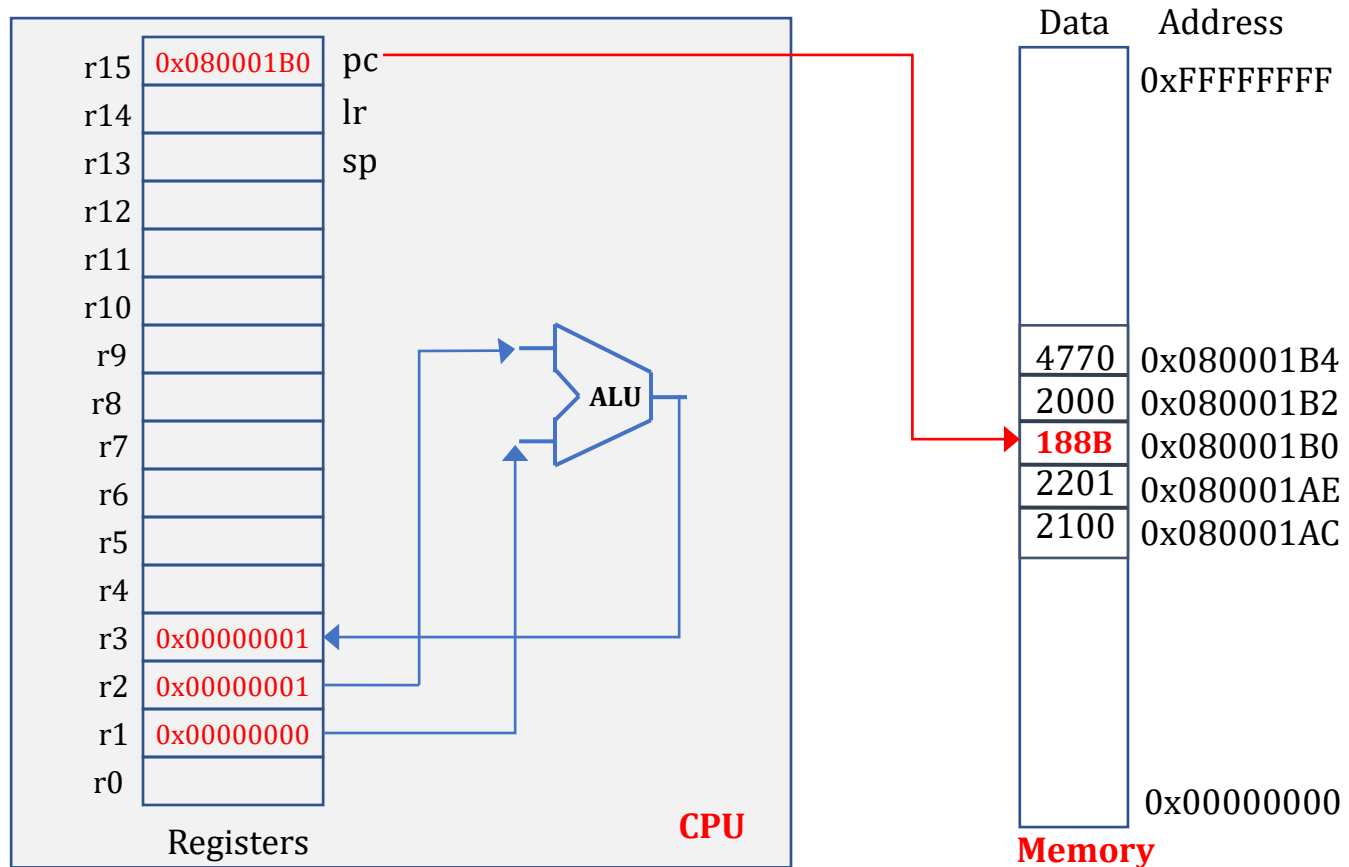 Data Address
r15 0x080001B0 pc
0xFFFFFFFF
r14 lr
r13 sp
r12
r11
r10
r9
4770 0x080001B4
r8
ALU
2000 0x080001B2
r7
188B 0x080001B0
r6
2201 0x080001AE
r5
2100 0x080001AC
r4
r3 0x00000001
r2 0x00000001
r1 0x00000000
r0
0x00000000
Registers
CPU
Memory